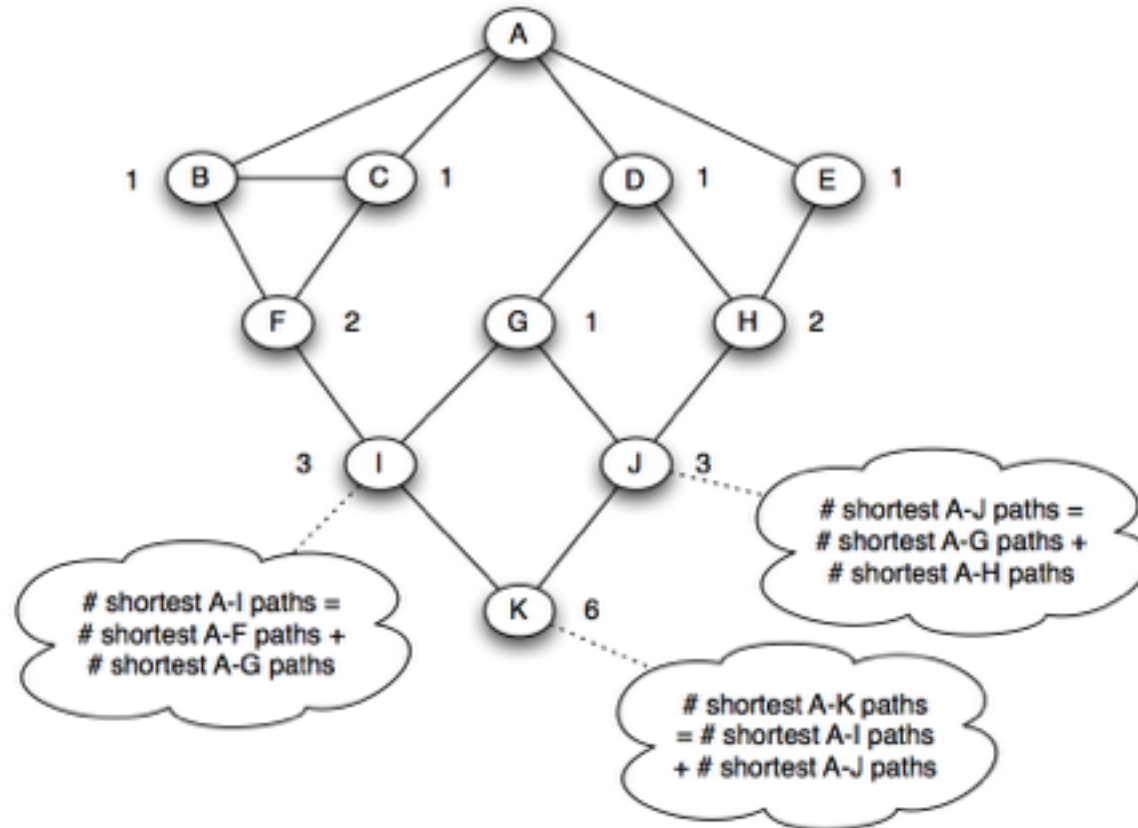 A
1 B C 1 D 1 E 1
F 2 G 1 H 2
3 I J 3
# shortest A-J paths =
# shortest A-G paths +
# shortest A-H paths
# shortest A-I paths =
# shortest A-F paths +
# shortest A-G paths
K 6
# shortest A-K paths
= # shortest A-I paths
+ # shortest A-J paths